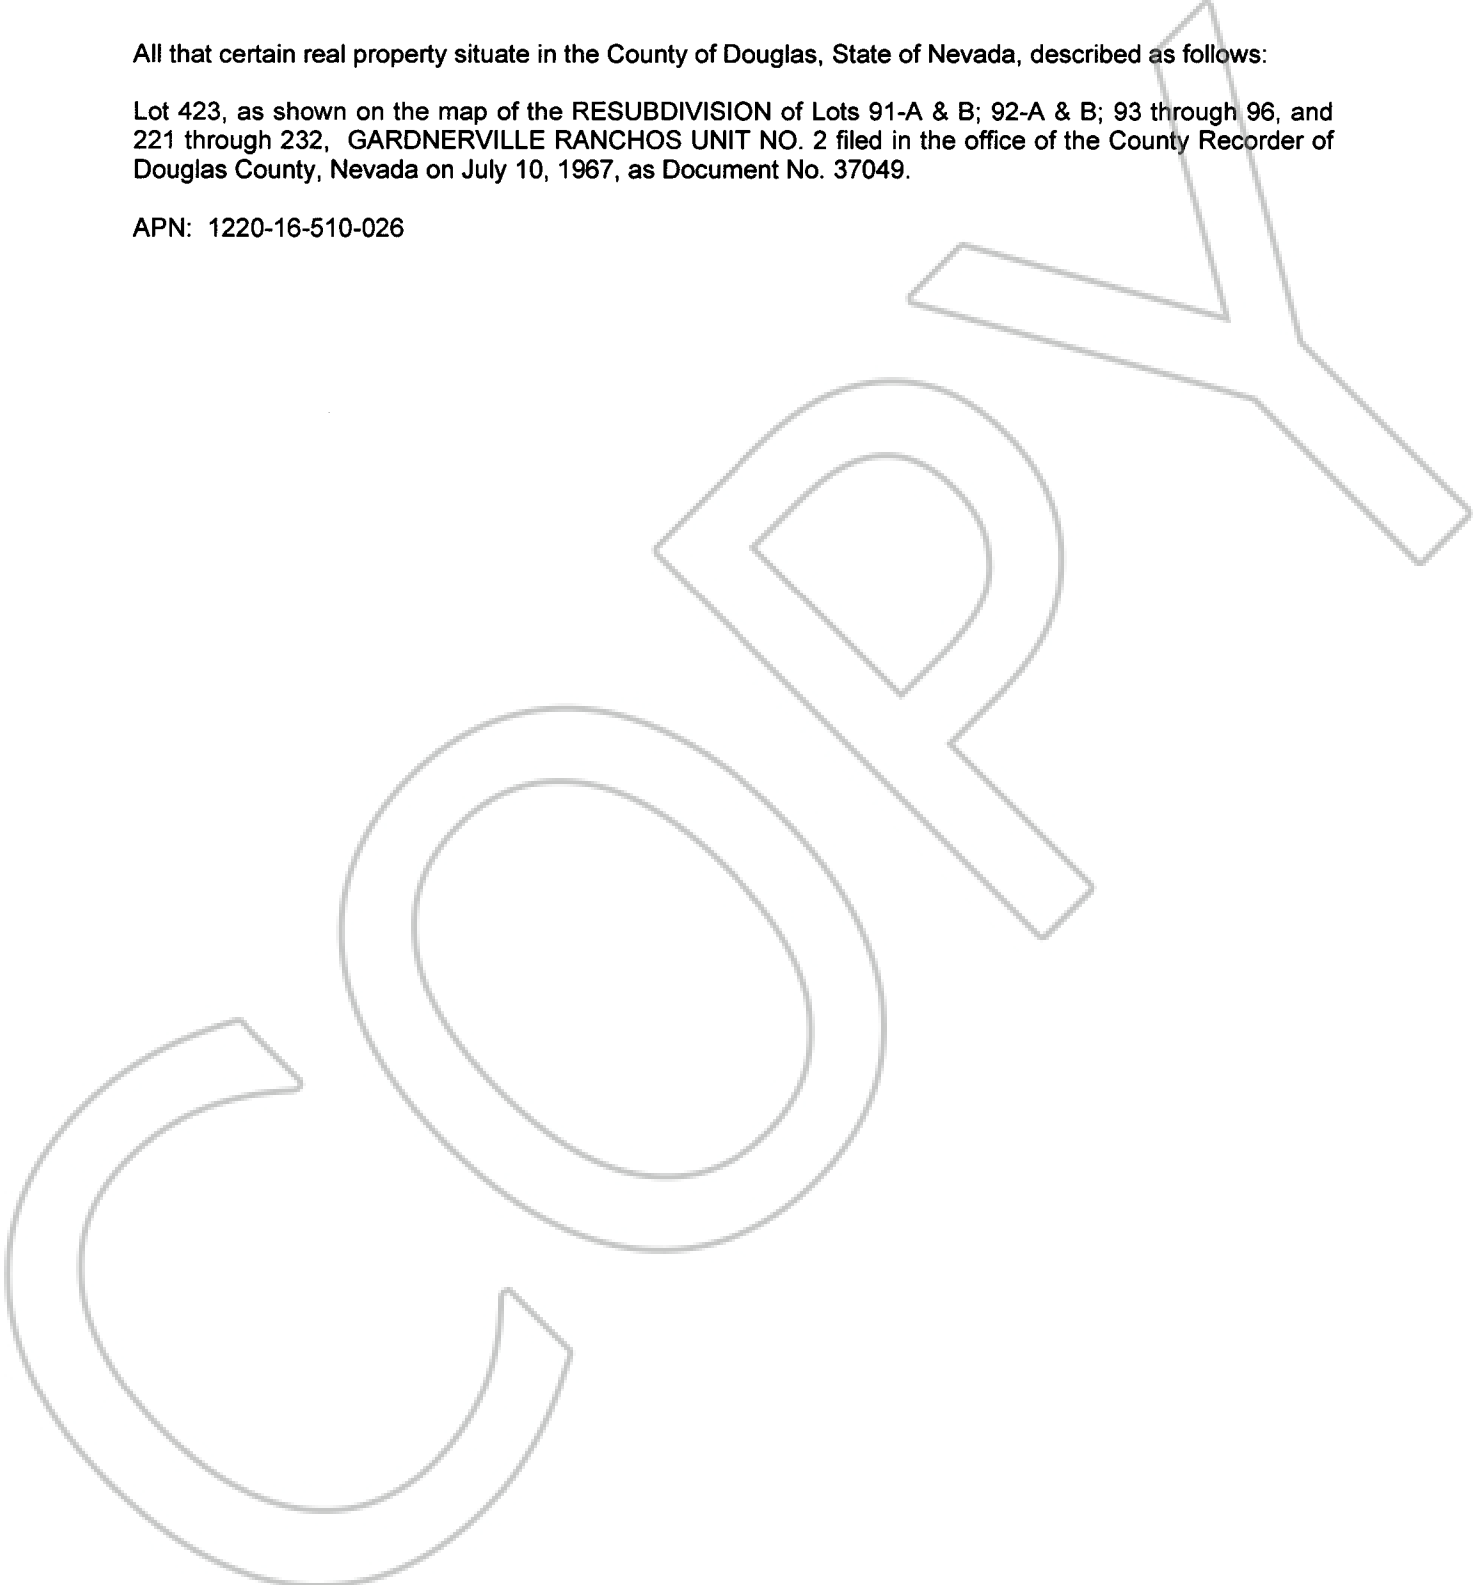 All that certain real property situate in the County of Douglas, State of Nevada, described as follows:
Lot 423, as shown on the map of the RESUBDIVISION of Lots 91-A & B; 92-A & B; 93 through 96, and
221 through 232, GARDNERVILLE RANCHOS UNIT NO. 2 filed in the office of the County Recorder of
Douglas County, Nevada on July 10, 1967, as Document No. 37049.
APN: 1220-16-510-026
COPY